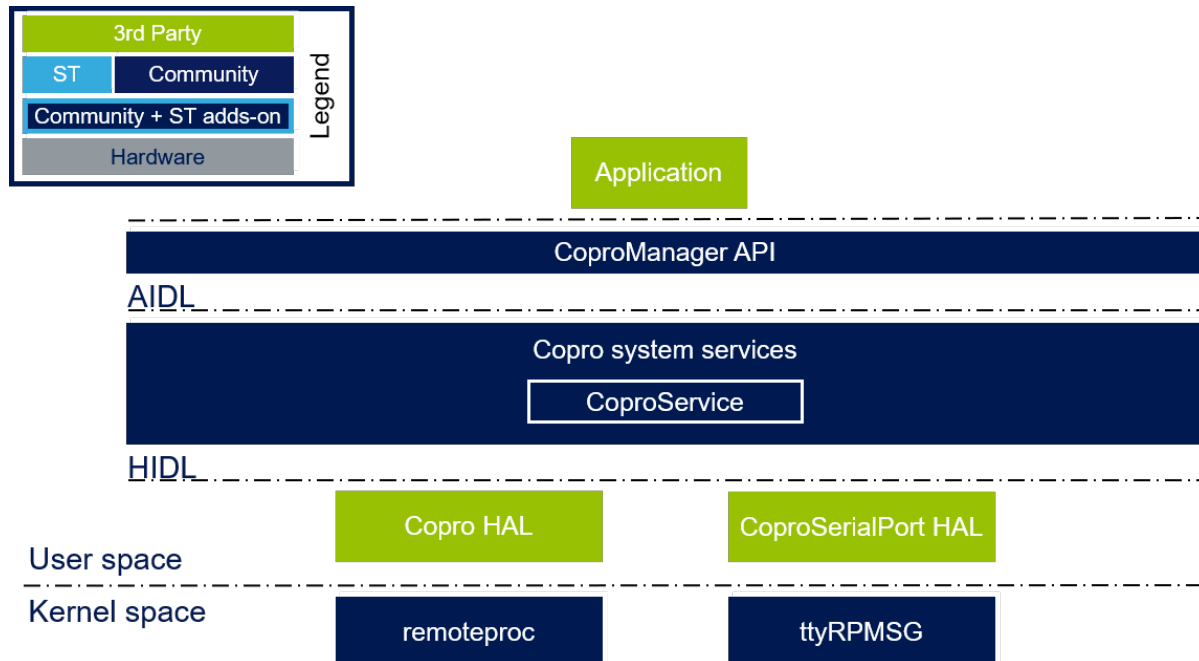 3rd Party
ST
Community
Community + ST adds-on
Hardware
Legend
Application
CoproManager API
AIDL
Copro system services
CoproService
HIDL
Copro HAL
CoproSerialPort HAL
User space
Kernel space
remoteproc
ttyRPMSG